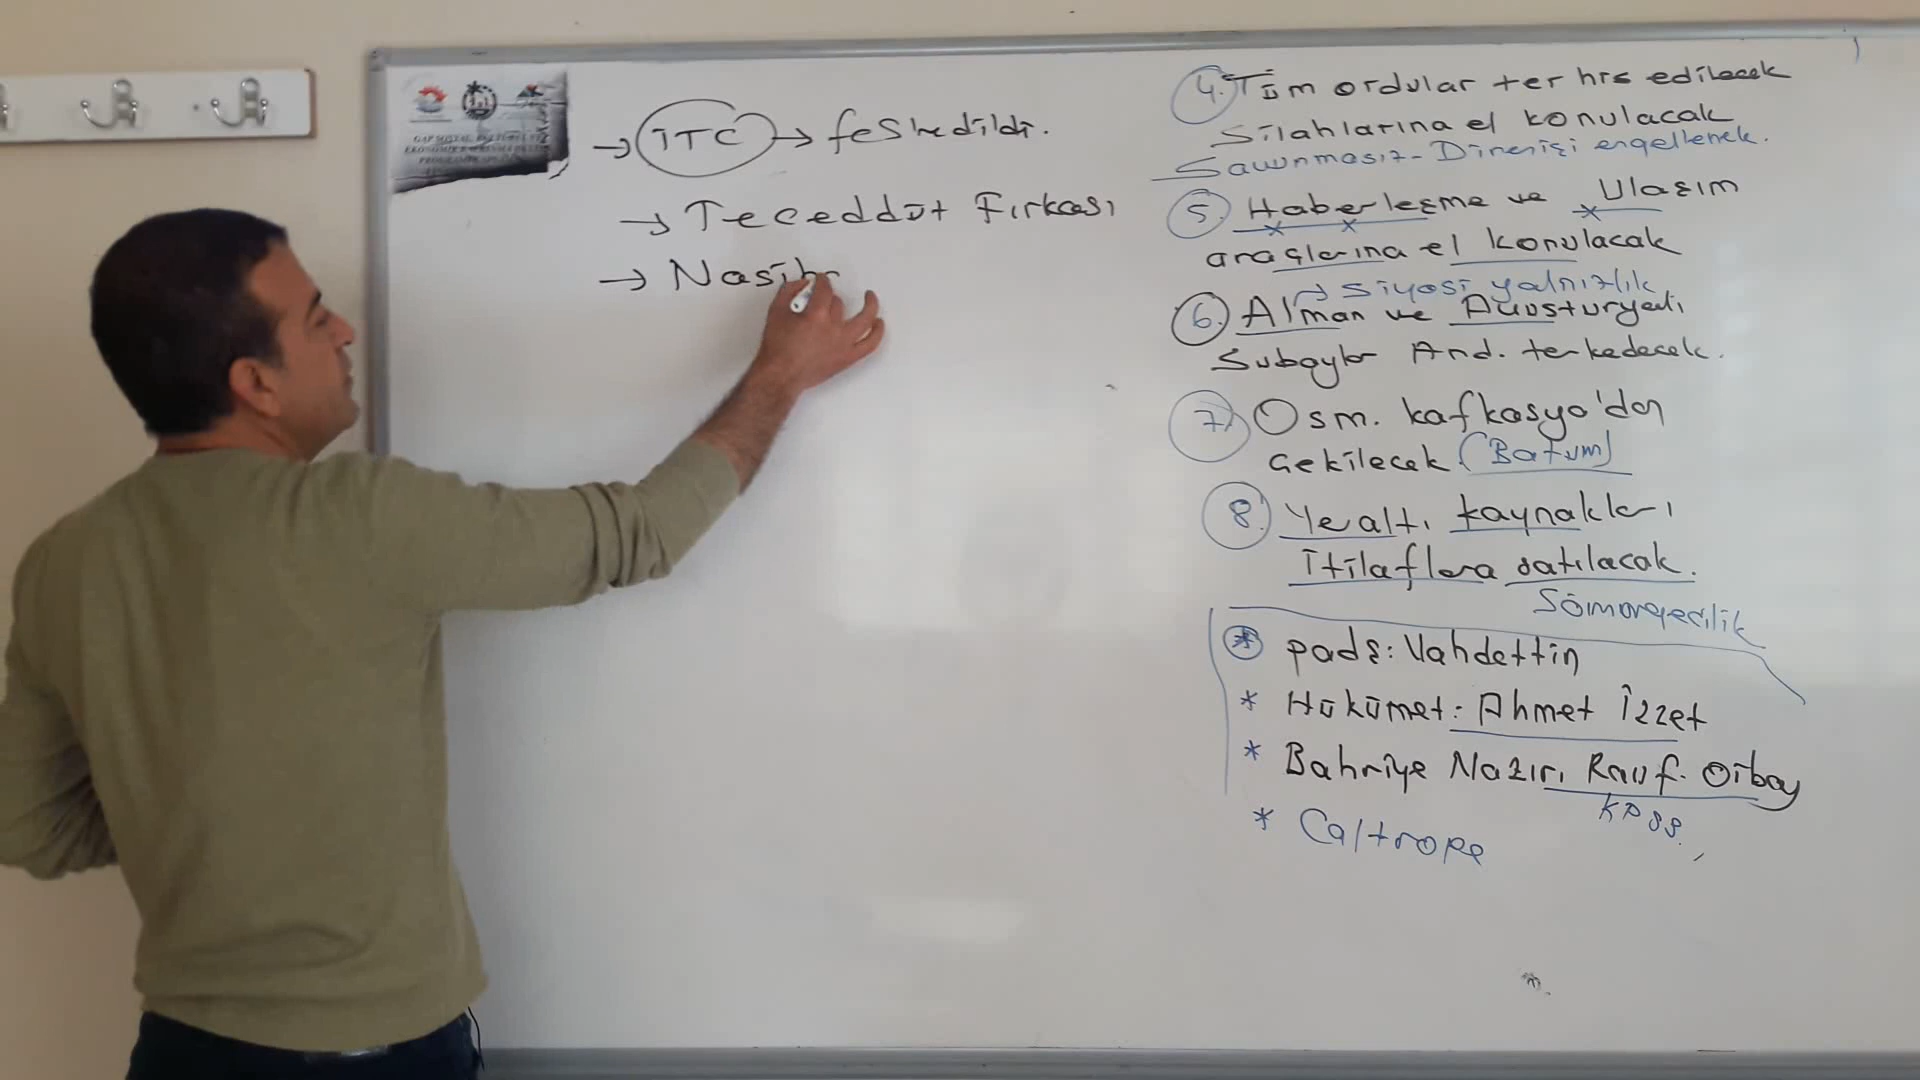 → İTC → feshedildi.
→ Teceddüt Fırkası
→ Nasih
4. Tüm ordular terhis edilecek
Silahlarına el konulacak
Savunmasız - Direnişi engellemek.
5. Haberleşme ve Ulaşım
araçlarına el konulacak
→ siyasi yalnızlık
6. Alman ve Avusturyalı
Subaylar And. terkedecek.
7) Osm. Kafkasya'dan
Çekilecek (Batum)
8. Yealtı kaynakları
İtilaflara satılacak.
Sömürgecilik
* padş: Vahdettin
* Hükümet: Ahmet İzzet
* Bahriye Nazırı Rauf. Orbay
KPSS.
* Caltrope